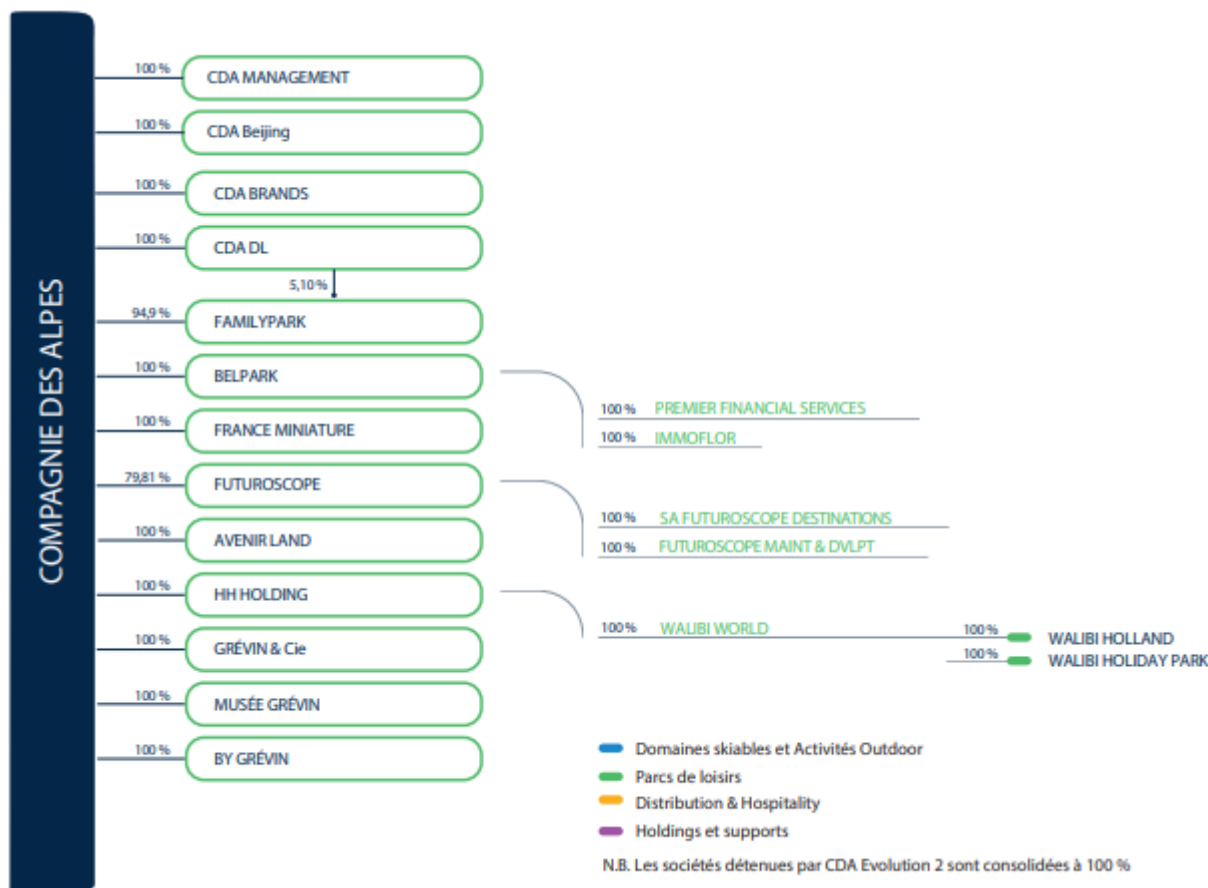 COMPAGNIE DES ALPES
100 % CDA MANAGEMENT
100 % CDA Beijing
100 % CDA BRANDS
100 % CDA DL
5,10 %
94,9 % FAMILYPARK
100 % BELPARK
100 % PREMIER FINANCIAL SERVICES
100 % IMMOFLOR
100 % FRANCE MINIATURE
79,81 % FUTUROSCOPE
100 % SA FUTUROSCOPE DESTINATIONS
100 % FUTUROSCOPE MAINT & DVLPT
100 % AVENIR LAND
100 % HH HOLDING
100 % WALIBI WORLD
100 % WALIBI HOLLAND
100 % WALIBI HOLIDAY PARK
100 % GRÉVIN & Cie
100 % MUSÉE GRÉVIN
100 % BY GRÉVIN
Domaines skiables et Activités Outdoor
Parcs de loisirs
Distribution & Hospitality
Holdings et supports
N.B. Les sociétés détenues par CDA Evolution 2 sont consolidées à 100 %